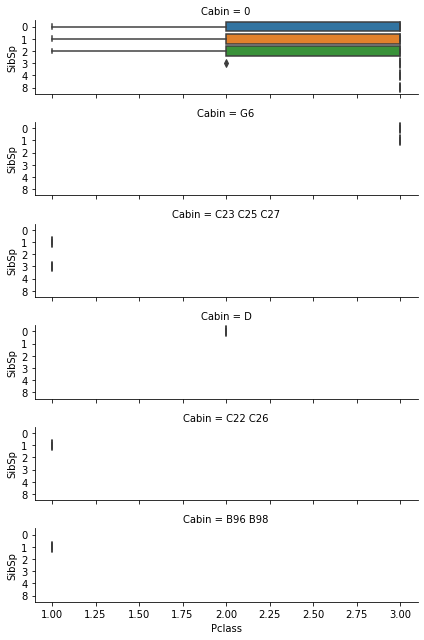 Cabin = 0
SibSp
0
1
2
3
4
8
Cabin = G6
SibSp
0
1
2
3
4
8
Cabin = C23 C25 C27
SibSp
0
1
2
3
4
8
Cabin = D
SibSp
0
1
2
3
4
8
Cabin = C22 C26
SibSp
0
1
2
3
4
8
Cabin = B96 B98
SibSp
0
1
2
3
4
8
1.00 1.25 1.50 1.75 2.00 2.25 2.50 2.75 3.00
Pclass